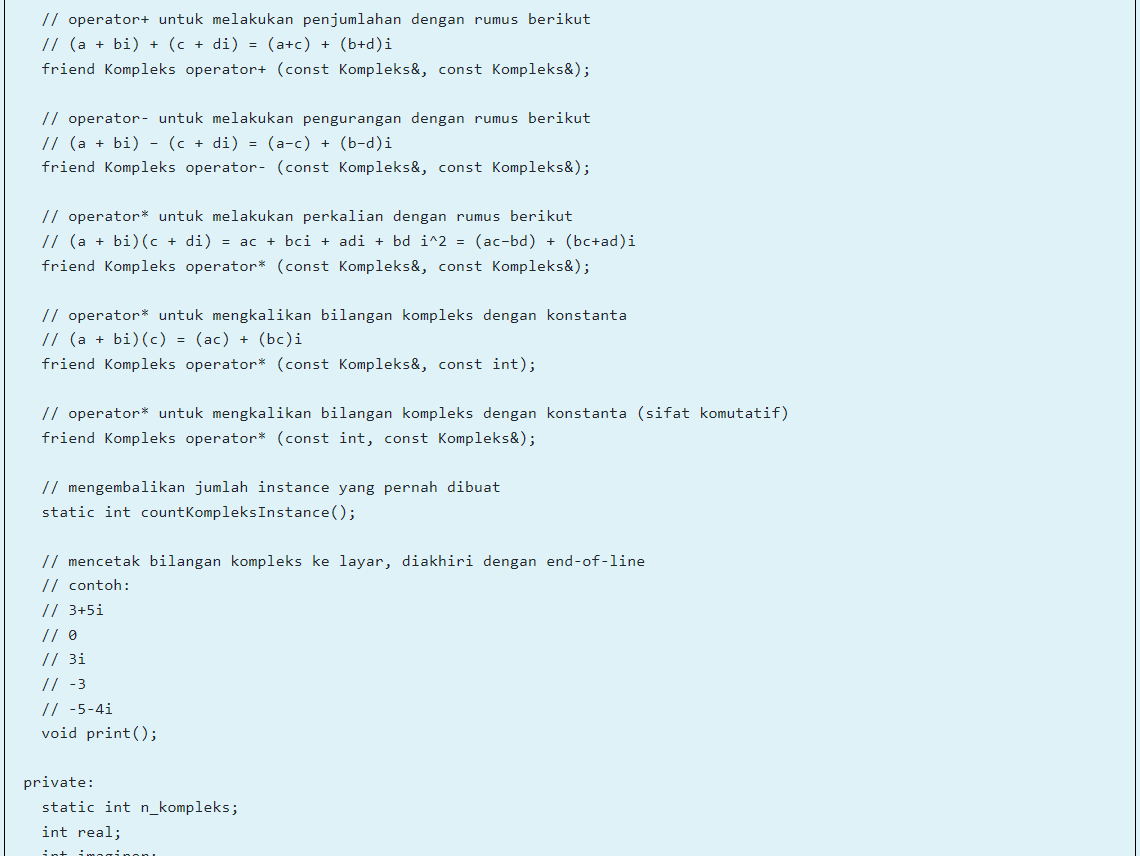 // operator+ untuk melakukan penjumlahan dengan rumus berikut
// (a + bi) + (c + di) = (a+c) + (b+d)i
friend Kompleks operator+ (const Kompleks&, const Kompleks&);
// operator- untuk melakukan pengurangan dengan rumus berikut
// (a + bi) – (c + di) = (a–c) + (b–d)i
friend Kompleks operator- (const Kompleks&, const Kompleks&);
// operator* untuk melakukan perkalian dengan rumus berikut
// (a + bi)(c + di) = ac + bci + adi + bd i^2 = (ac–bd) + (bc+ad)i
friend Kompleks operator* (const Kompleks&, const Kompleks&);
// operator* untuk mengkalikan bilangan kompleks dengan konstanta
// (a + bi)(c) = (ac) + (bc)i
friend Kompleks operator* (const Kompleks&, const int);
// operator* untuk mengkalikan bilangan kompleks dengan konstanta (sifat komutatif)
friend Kompleks operator* (const int, const Kompleks&);
// mengembalikan jumlah instance yang pernah dibuat
static int countKompleksInstance();
// mencetak bilangan kompleks ke layar, diakhiri dengan end-of-line
// contoh:
// 3+5i
// 0
// 3i
// -3
// -5-4i
void print();
private:
static int n_kompleks;
int real;
int imaginer;